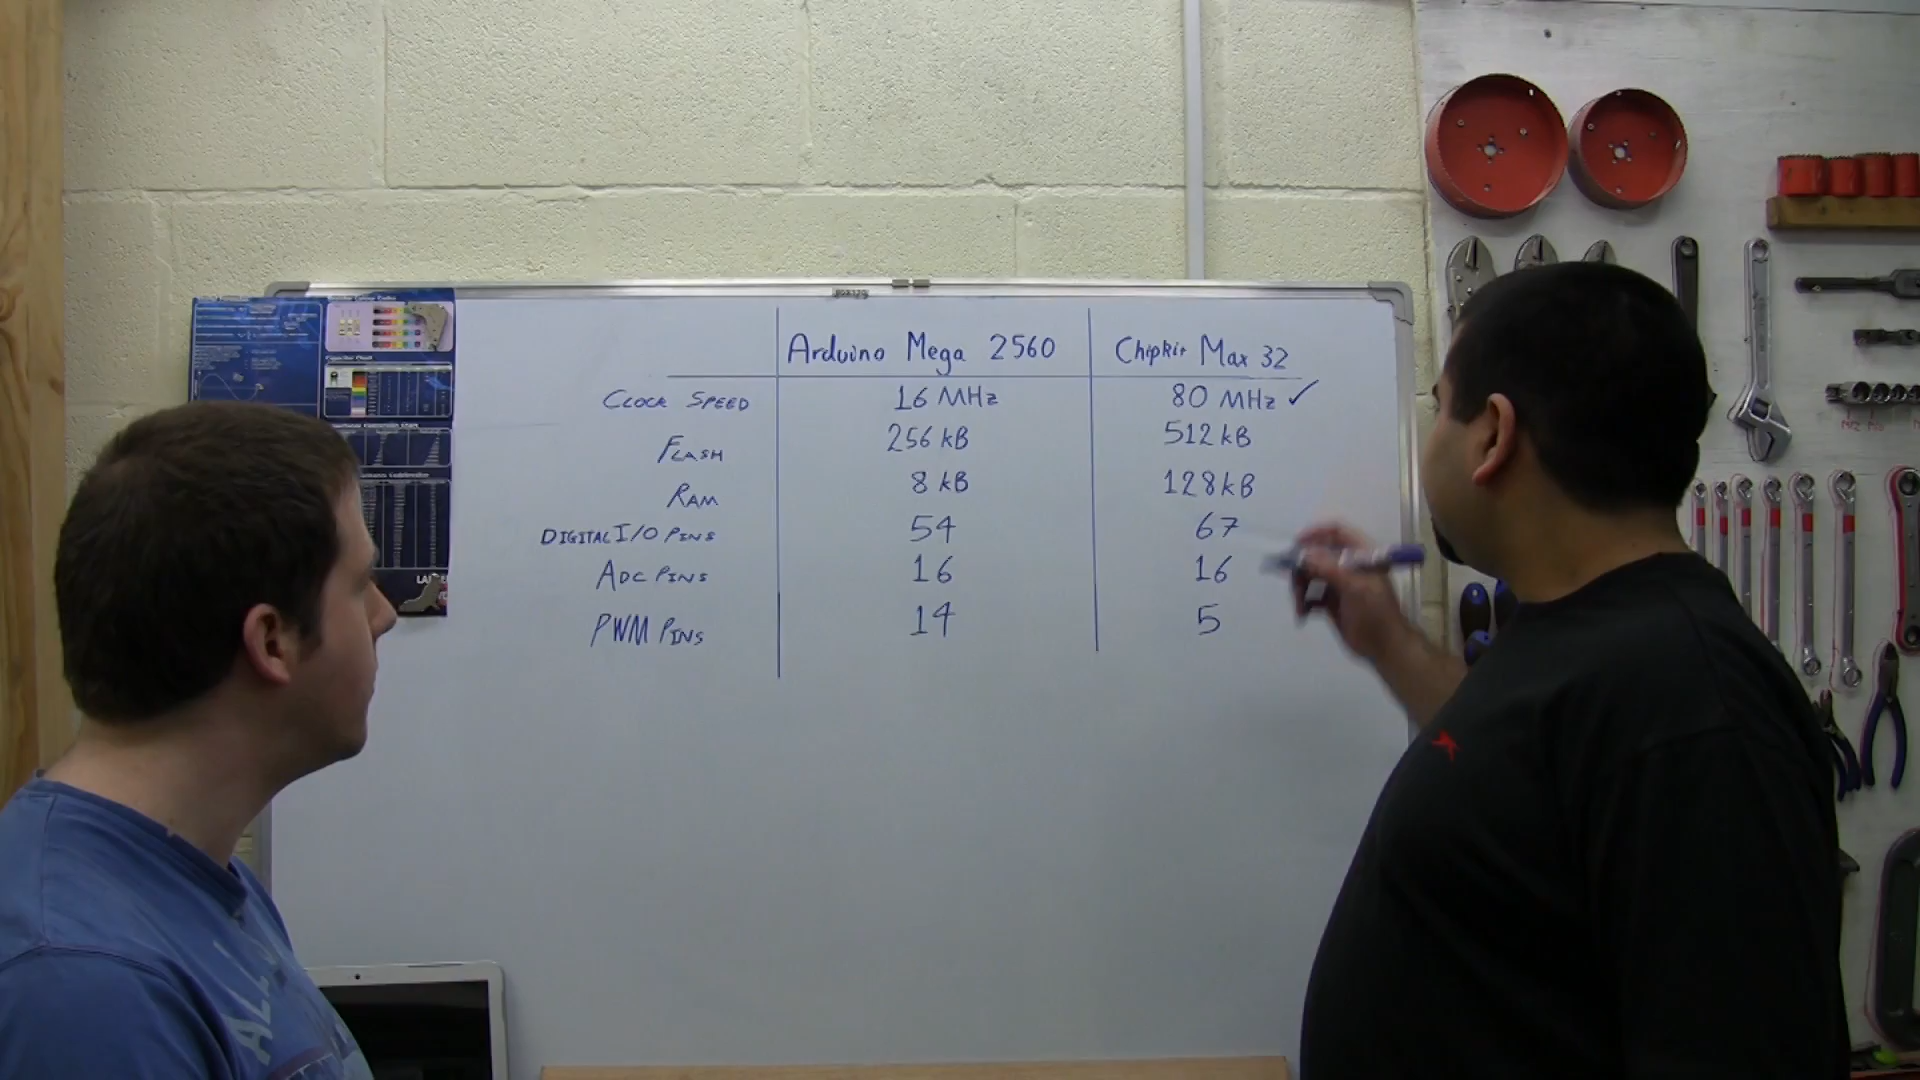 Arduino Mega 2560 ChipKit Max 32
CLOCK SPEED 16 MHz 80 MHz ✓
FLASH 256 kB 512 kB
RAM 8 kB 128 kB
DIGITAL I/O PINS 54 67
ADC PINS 16 16
PWM PINS 14 5